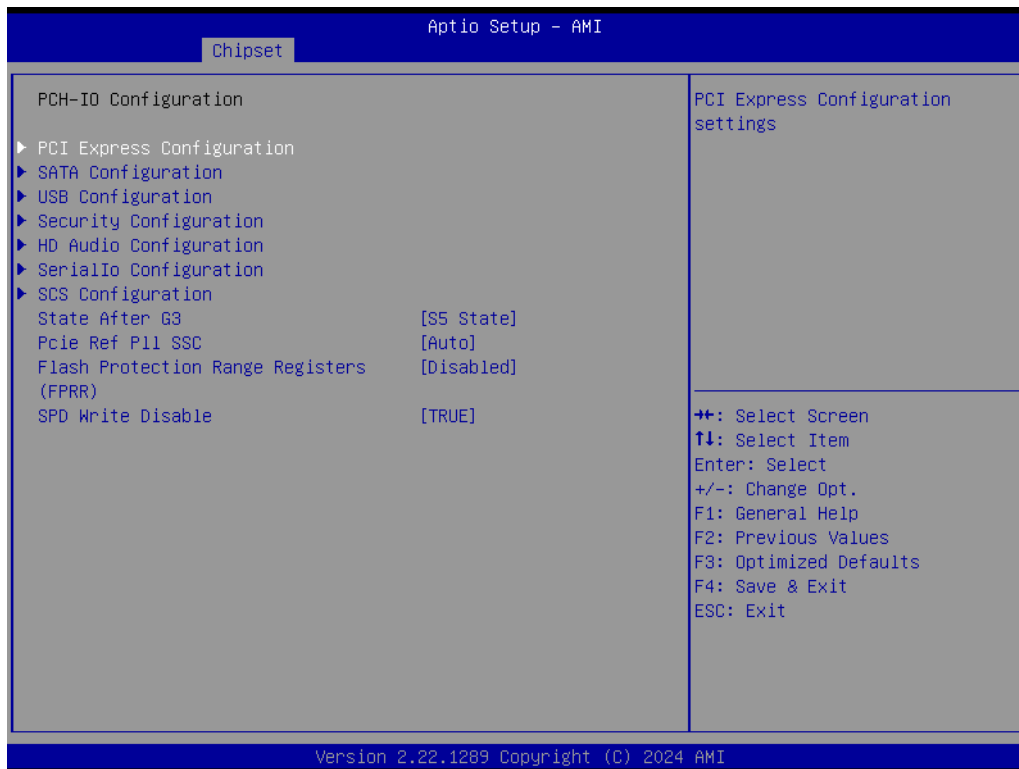 Aptio Setup - AMI
Chipset
PCH-IO Configuration
PCI Express Configuration
SATA Configuration
USB Configuration
Security Configuration
HD Audio Configuration
SerialIo Configuration
SCS Configuration
State After G3 [S5 State]
Pcie Ref Pll SSC [Auto]
Flash Protection Range Registers [Disabled]
(FPRR)
SPD Write Disable [TRUE]
PCI Express Configuration
settings
→←: Select Screen
↑↓: Select Item
Enter: Select
+/-: Change Opt.
F1: General Help
F2: Previous Values
F3: Optimized Defaults
F4: Save & Exit
ESC: Exit
Version 2.22.1289 Copyright (C) 2024 AMI